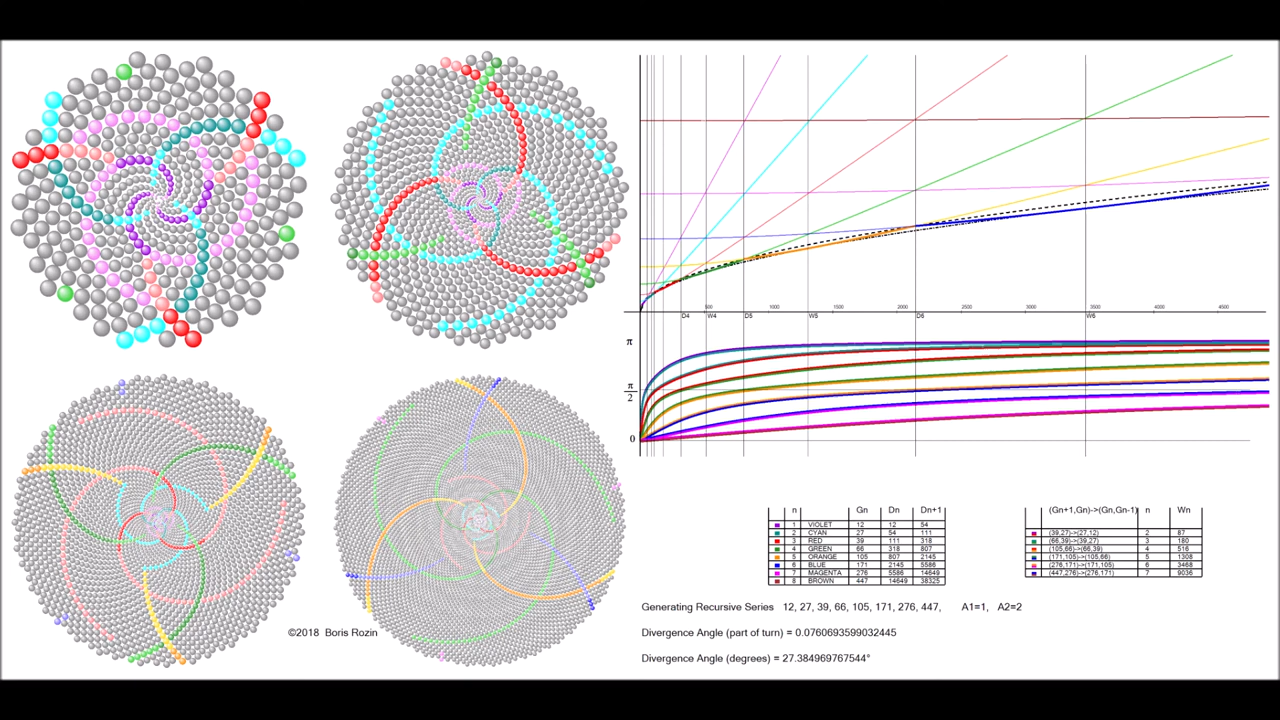 500 1000 1500 2000 2500 3000 3500 4000 4500
D4 W4 D5 W5 D6 W6
π
π
2
0
n Gn Dn Dn+1
1 VIOLET 12 12 54
2 CYAN 27 54 111
3 RED 39 111 318
4 GREEN 66 318 807
5 ORANGE 105 807 2145
6 BLUE 171 2145 5586
7 MAGENTA 276 5586 14649
8 BROWN 447 14649 38325
(Gn+1,Gn)->(Gn,Gn-1) n Wn
(39,27)->(27,12) 2 87
(66,39)->(39,27) 3 180
(105,66)->(66,39) 4 516
(171,105)->(105,66) 5 1308
(276,171)->(171,105) 6 3468
(447,276)->(276,171) 7 9036
Generating Recursive Series 12, 27, 39, 66, 105, 171, 276, 447, A1=1, A2=2
©2018 Boris Rozin
Divergence Angle (part of turn) = 0.0760693599032445
Divergence Angle (degrees) = 27.384969767544°